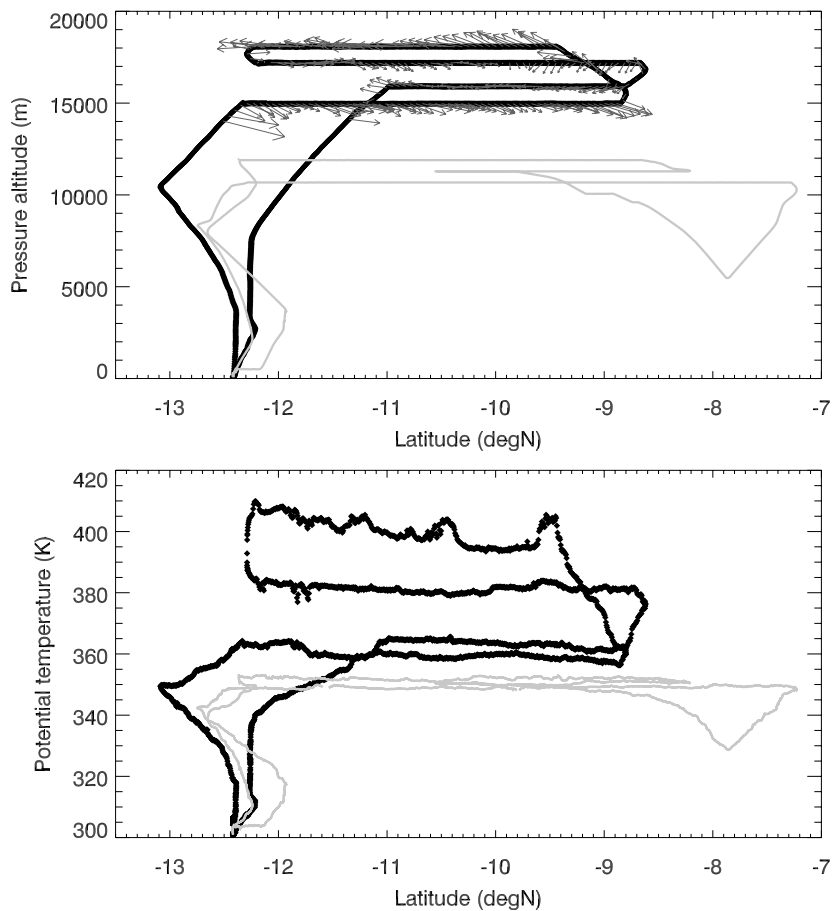 20000
15000
10000
5000
0
Pressure altitude (m)
-13 -12 -11 -10 -9 -8 -7
Latitude (degN)
420
400
380
360
340
320
300
Potential temperature (K)
-13 -12 -11 -10 -9 -8 -7
Latitude (degN)